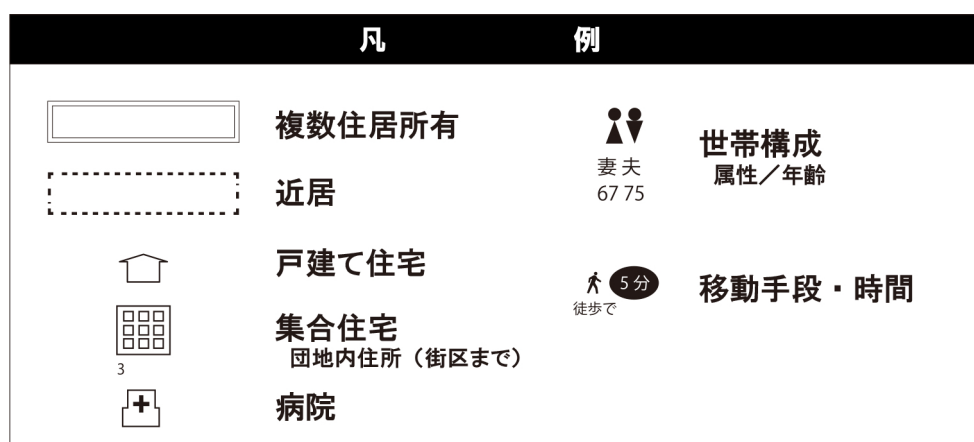 凡 例
複数住居所有
近居
戸建て住宅
3
集合住宅
団地内住所（街区まで）
病院
妻 夫
67 75
世帯構成
属性／年齢
5分
徒歩で
移動手段・時間